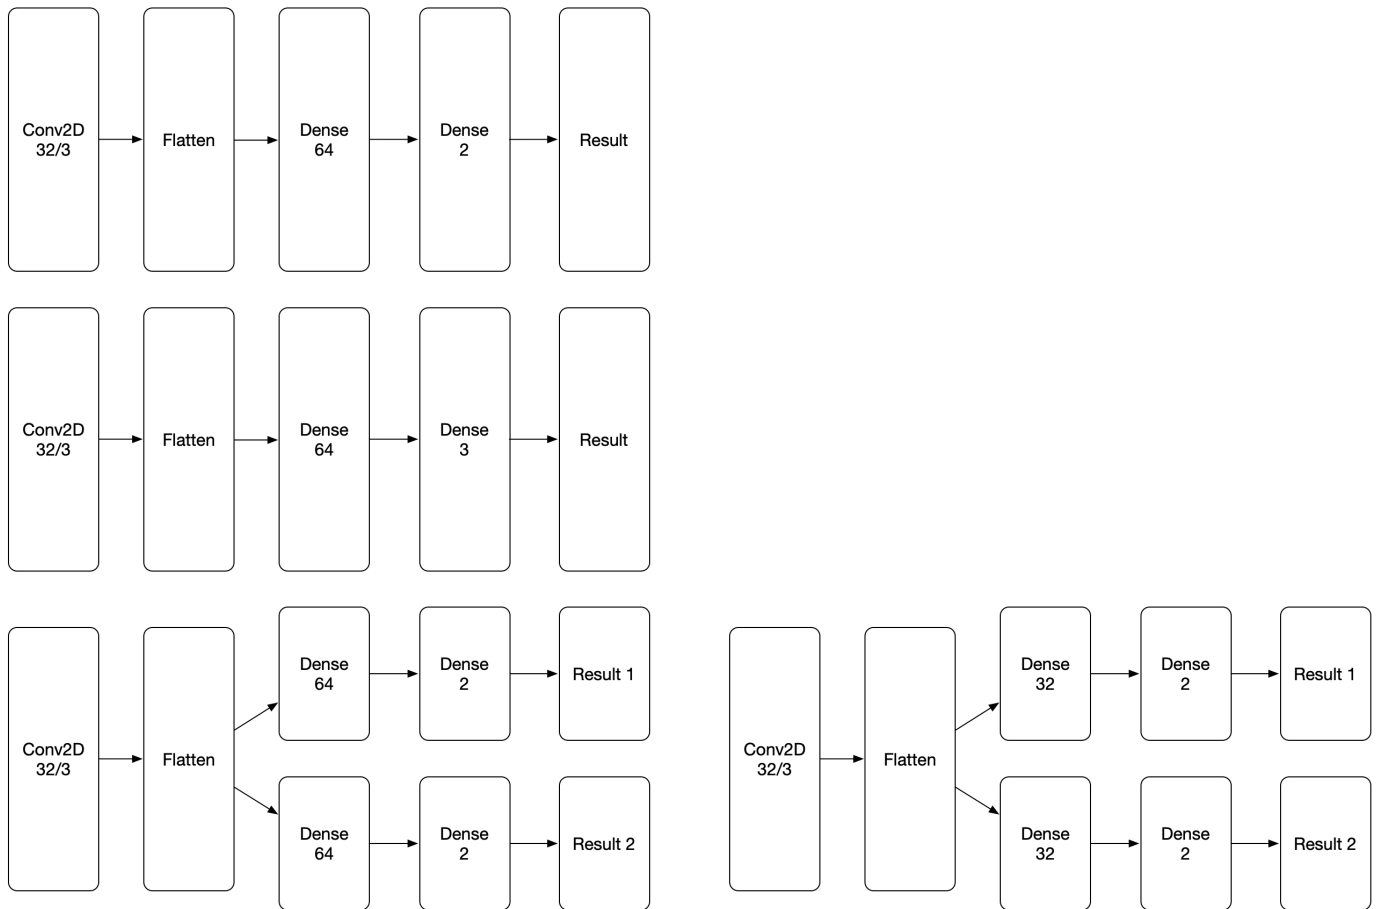 Conv2D
32/3
Flatten
Dense
64
Dense
2
Result
Conv2D
32/3
Flatten
Dense
64
Dense
3
Result
Conv2D
32/3
Flatten
Dense
64
Dense
2
Result 1
Dense
64
Dense
2
Result 2
Conv2D
32/3
Flatten
Dense
32
Dense
2
Result 1
Dense
32
Dense
2
Result 2